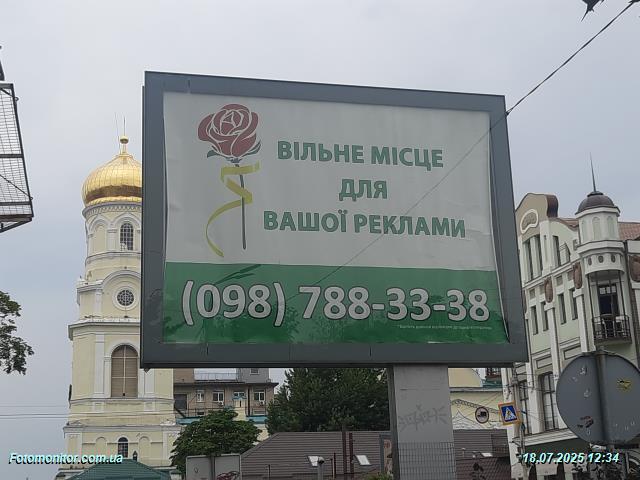 ВІЛЬНЕ МІСЦЕ
ДЛЯ
ВАШОЇ РЕКЛАМИ
(098) 788-33-38
Fotomonitor.com.ua
18.07.2025 12:34